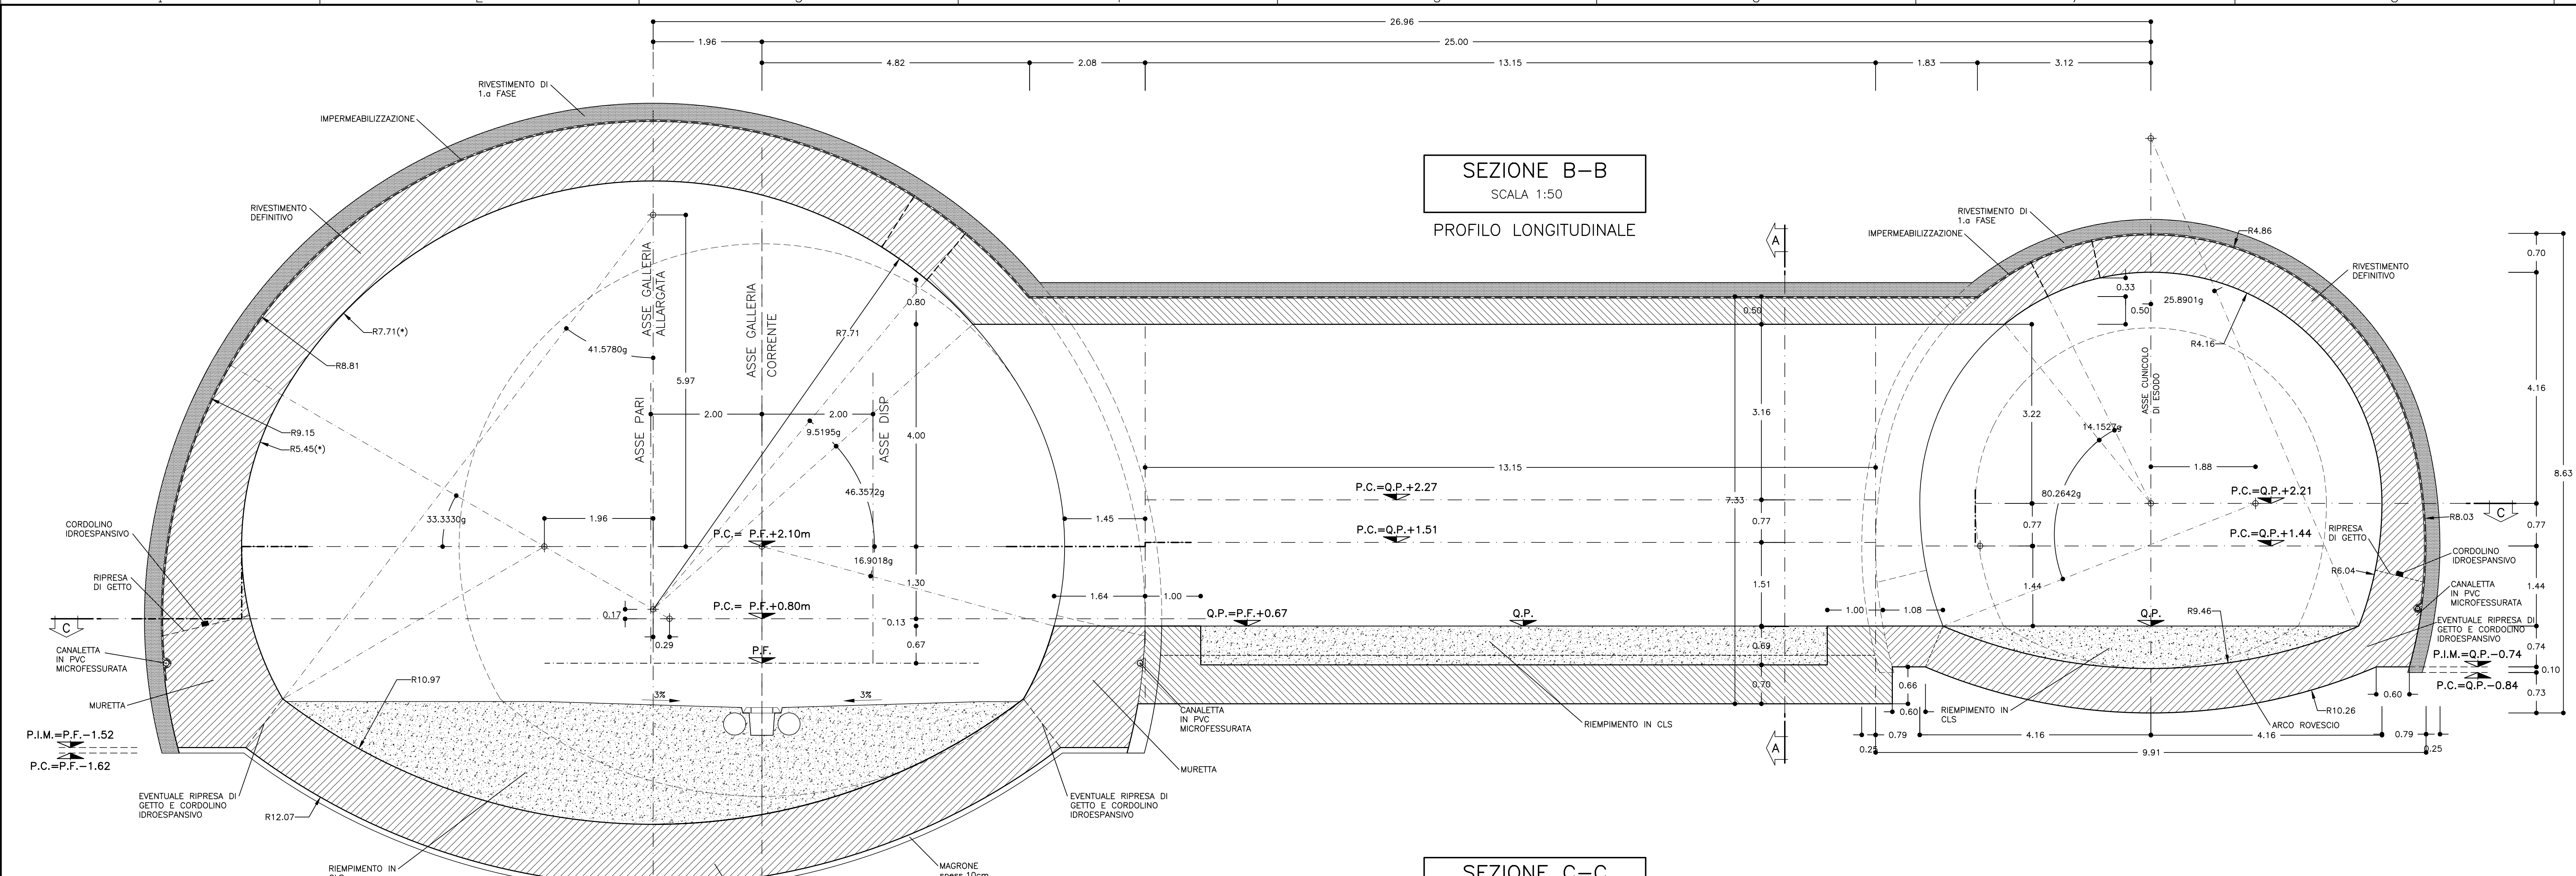 26.96
1.96
25.00
4.82
2.08
13.15
1.83
3.12
RIVESTIMENTO DI
1.a FASE
IMPERMEABILIZZAZIONE
RIVESTIMENTO
DEFINITIVO
SEZIONE B-B
SCALA 1:50
PROFILO LONGITUDINALE
A
RIVESTIMENTO DI
1.a FASE
IMPERMEABILIZZAZIONE
R4.86
RIVESTIMENTO
DEFINITIVO
0.70
ASSE GALLERIA
ALLARGATA
ASSE GALLERIA
CORRENTE
0.80
0.33
25.8901g
0.50
0.50
R7.71(*)
R7.71
41.5780g
R8.81
R4.16
5.97
ASSE CUNICOLO
DI ESODO
4.16
ASSE PARI
2.00
2.00
ASSE DISP
3.16
3.22
R9.15
9.5195g
4.00
14.1527g
R5.45(*)
13.15
1.88
8.63
46.3572g
P.C.=Q.P.+2.27
7.33
80.2642g
P.C.=Q.P.+2.21
C
CORDOLINO
IDROESPANSIVO
33.3330g
1.96
1.45
R8.03
P.C.= P.F.+2.10m
P.C.=Q.P.+1.51
0.77
0.77
P.C.=Q.P.+1.44
RIPRESA
DI GETTO
0.77
16.9018g
CORDOLINO
IDROESPANSIVO
RIPRESA
DI GETTO
1.30
1.51
1.44
R6.04
1.44
CANALETTA
IN PVC
MICROFESSURATA
P.C.= P.F.+0.80m
1.64
1.00
0.17
C
0.13
Q.P.=P.F.+0.67
Q.P.
1.00
1.08
Q.P.
R9.46
EVENTUALE RIPRESA DI
GETTO E CORDOLINO
IDROESPANSIVO
0.29
0.67
0.69
0.74
CANALETTA
IN PVC
MICROFESSURATA
P.F.
P.I.M.=Q.P.-0.74
0.10
R10.97
0.70
0.66
0.60
P.C.=Q.P.-0.84
0.73
3%
3%
MURETTA
0.60
RIEMPIMENTO IN
CLS
R10.26
CANALETTA
IN PVC
MICROFESSURATA
RIEMPIMENTO IN CLS
ARCO ROVESCIO
P.I.M.=P.F.-1.52
A
0.79
4.16
4.16
0.79
0.25
0.25
9.91
P.C.=P.F.-1.62
MURETTA
EVENTUALE RIPRESA DI
GETTO E CORDOLINO
IDROESPANSIVO
EVENTUALE RIPRESA DI
GETTO E CORDOLINO
IDROESPANSIVO
R12.07
RIEMPIMENTO IN
MAGRONE
spess.10cm
SEZIONE C-C